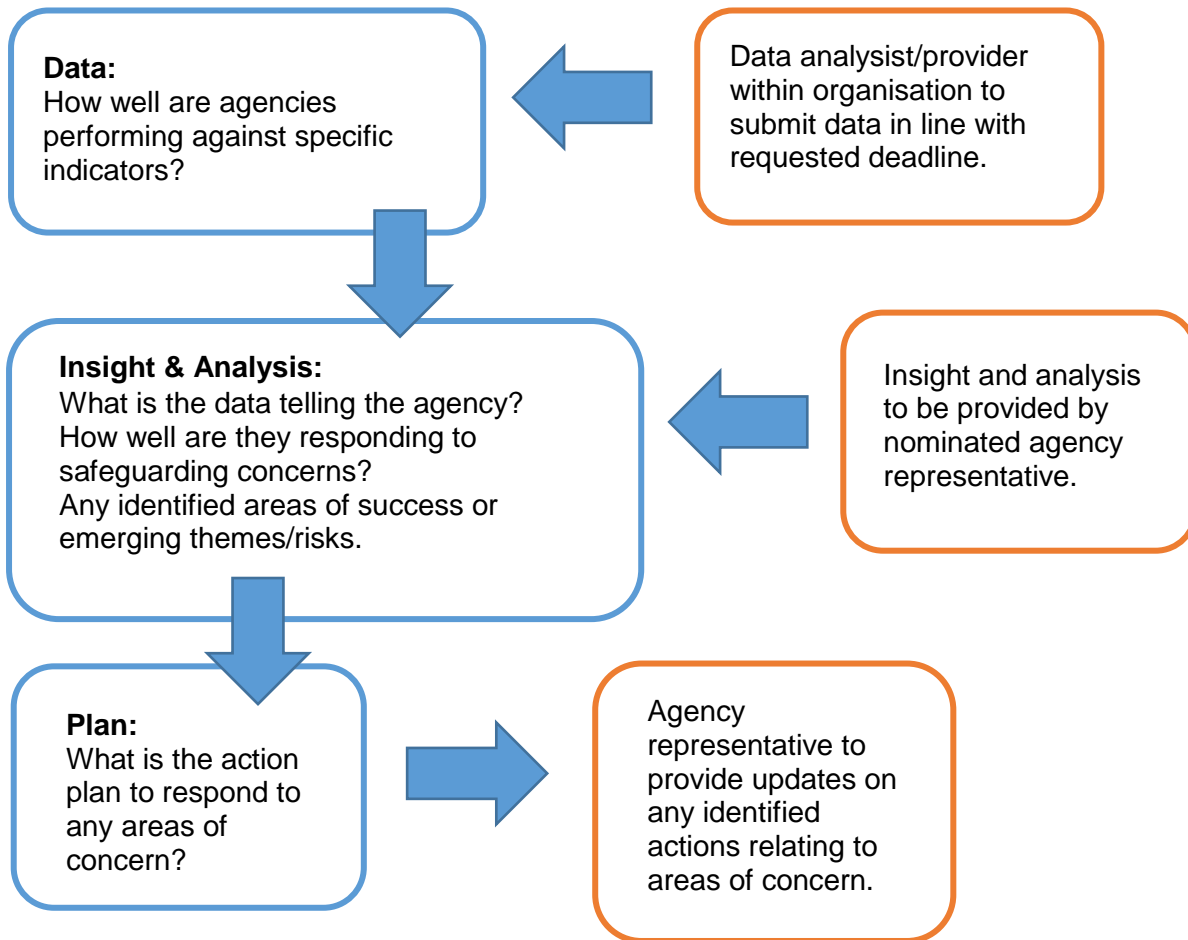 Data:
How well are agencies
performing against specific
indicators?
Data analyst/provider
within organisation to
submit data in line with
requested deadline.
Insight & Analysis:
What is the data telling the agency?
How well are they responding to
safeguarding concerns?
Any identified areas of success or
emerging themes/risks.
Insight and analysis
to be provided by
nominated agency
representative.
Plan:
What is the action
plan to respond to
any areas of
concern?
Agency
representative to
provide updates on
any identified
actions relating to
areas of concern.